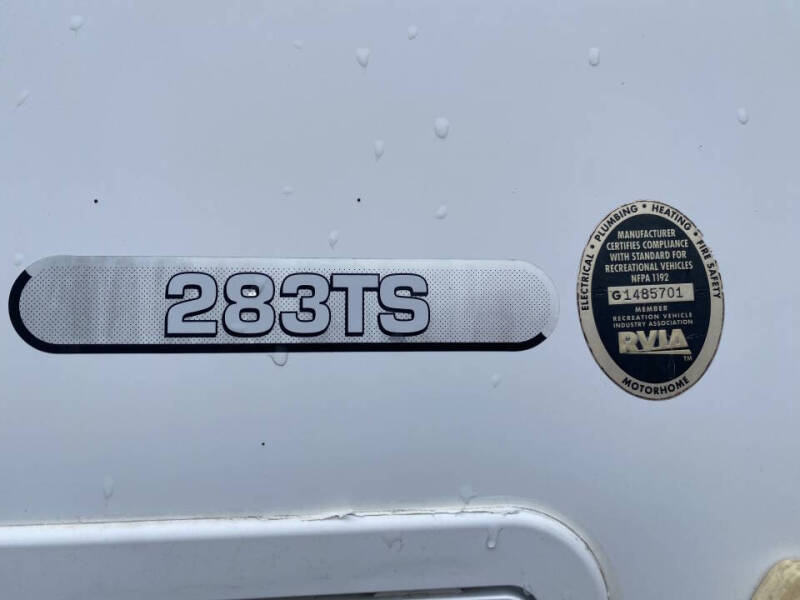 283TS
ELECTRICAL • PLUMBING • HEATING • FIRE SAFETY
MANUFACTURER
CERTIFIES COMPLIANCE
WITH STANDARD FOR
RECREATIONAL VEHICLES
NFPA 1192
G1485701
MEMBER
RECREATION VEHICLE
INDUSTRY ASSOCIATION
RVIA
TM
MOTORHOME